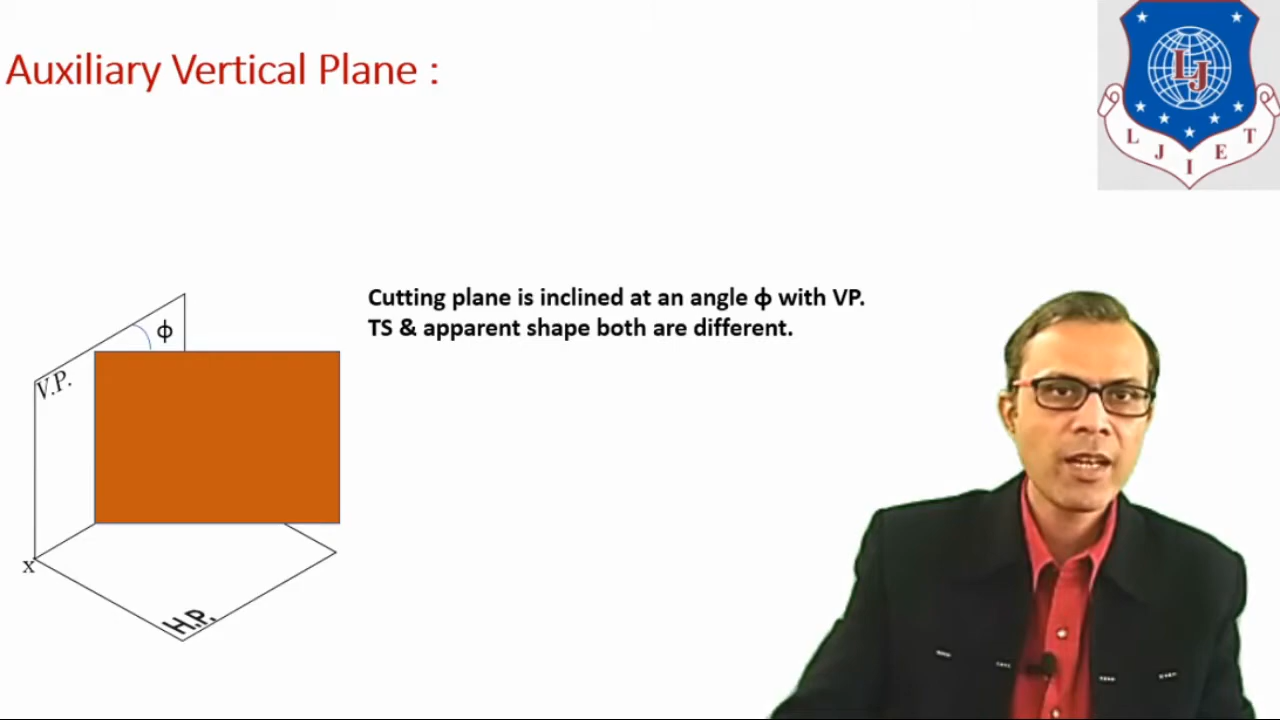 Auxiliary Vertical Plane :
LJ
L J I E T
Cutting plane is inclined at an angle ϕ with VP.
TS & apparent shape both are different.
ϕ
V.P.
x
H.P.